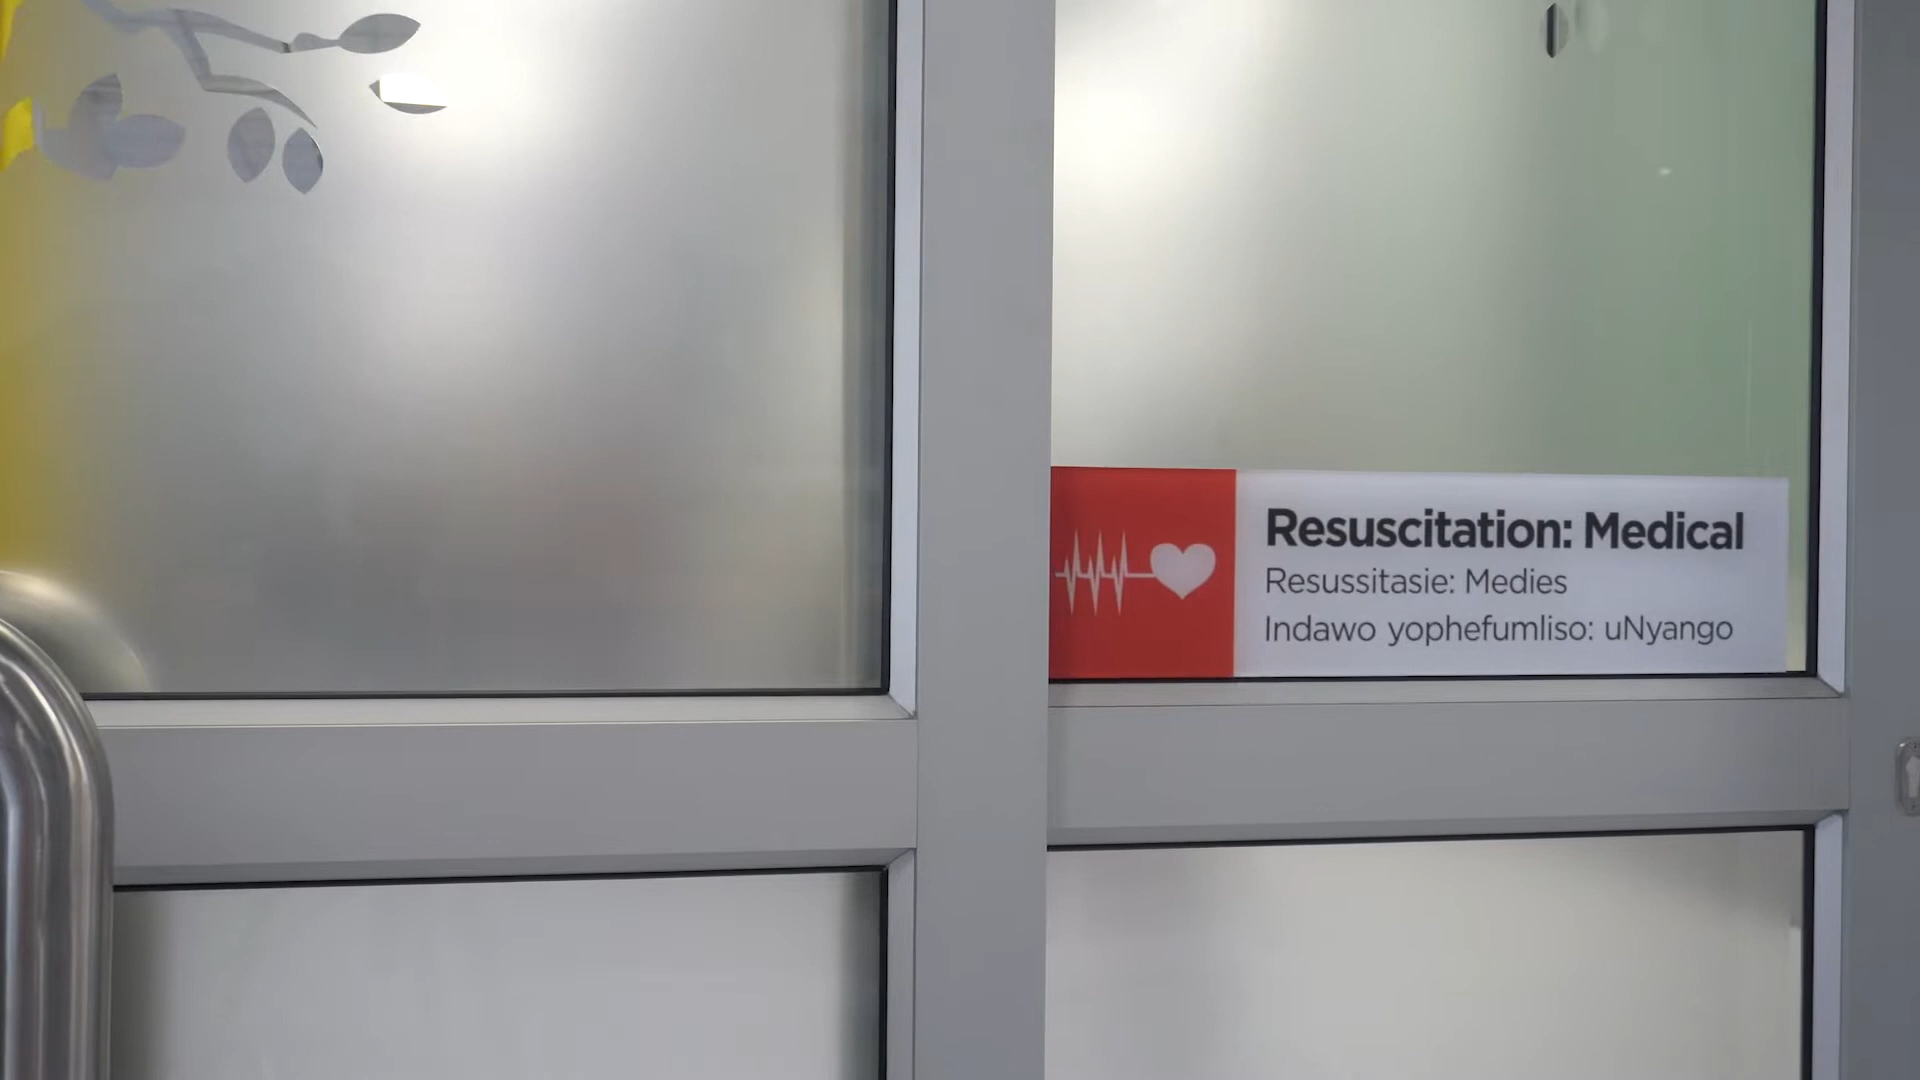 Resuscitation: Medical
Resussitasie: Medies
Indawo yophefumliso: uNyango